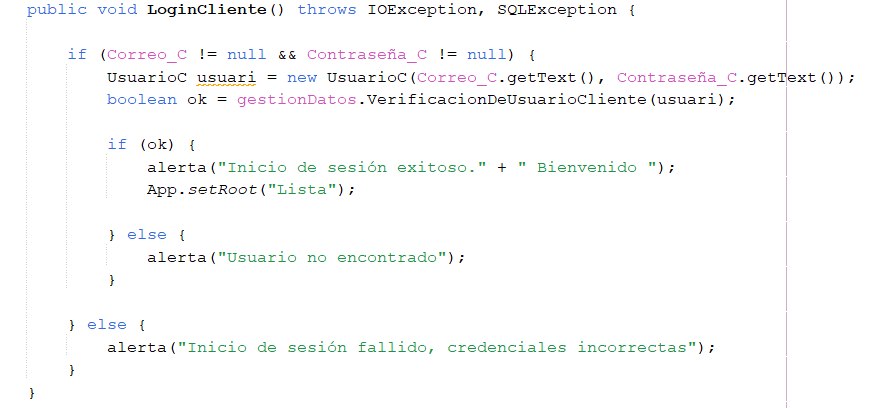 public void LoginCliente() throws IOException, SQLException {
if (Correo_C != null && Contraseña_C != null) {
UsuarioC usuari = new UsuarioC(Correo_C.getText(), Contraseña_C.getText());
boolean ok = gestionDatos.VerificacionDeUsuarioCliente(usuari);
if (ok) {
alerta("Inicio de sesión exitoso." + " Bienvenido ");
App.setRoot("Lista");
} else {
alerta("Usuario no encontrado");
}
} else {
alerta("Inicio de sesión fallido, credenciales incorrectas");
}
}